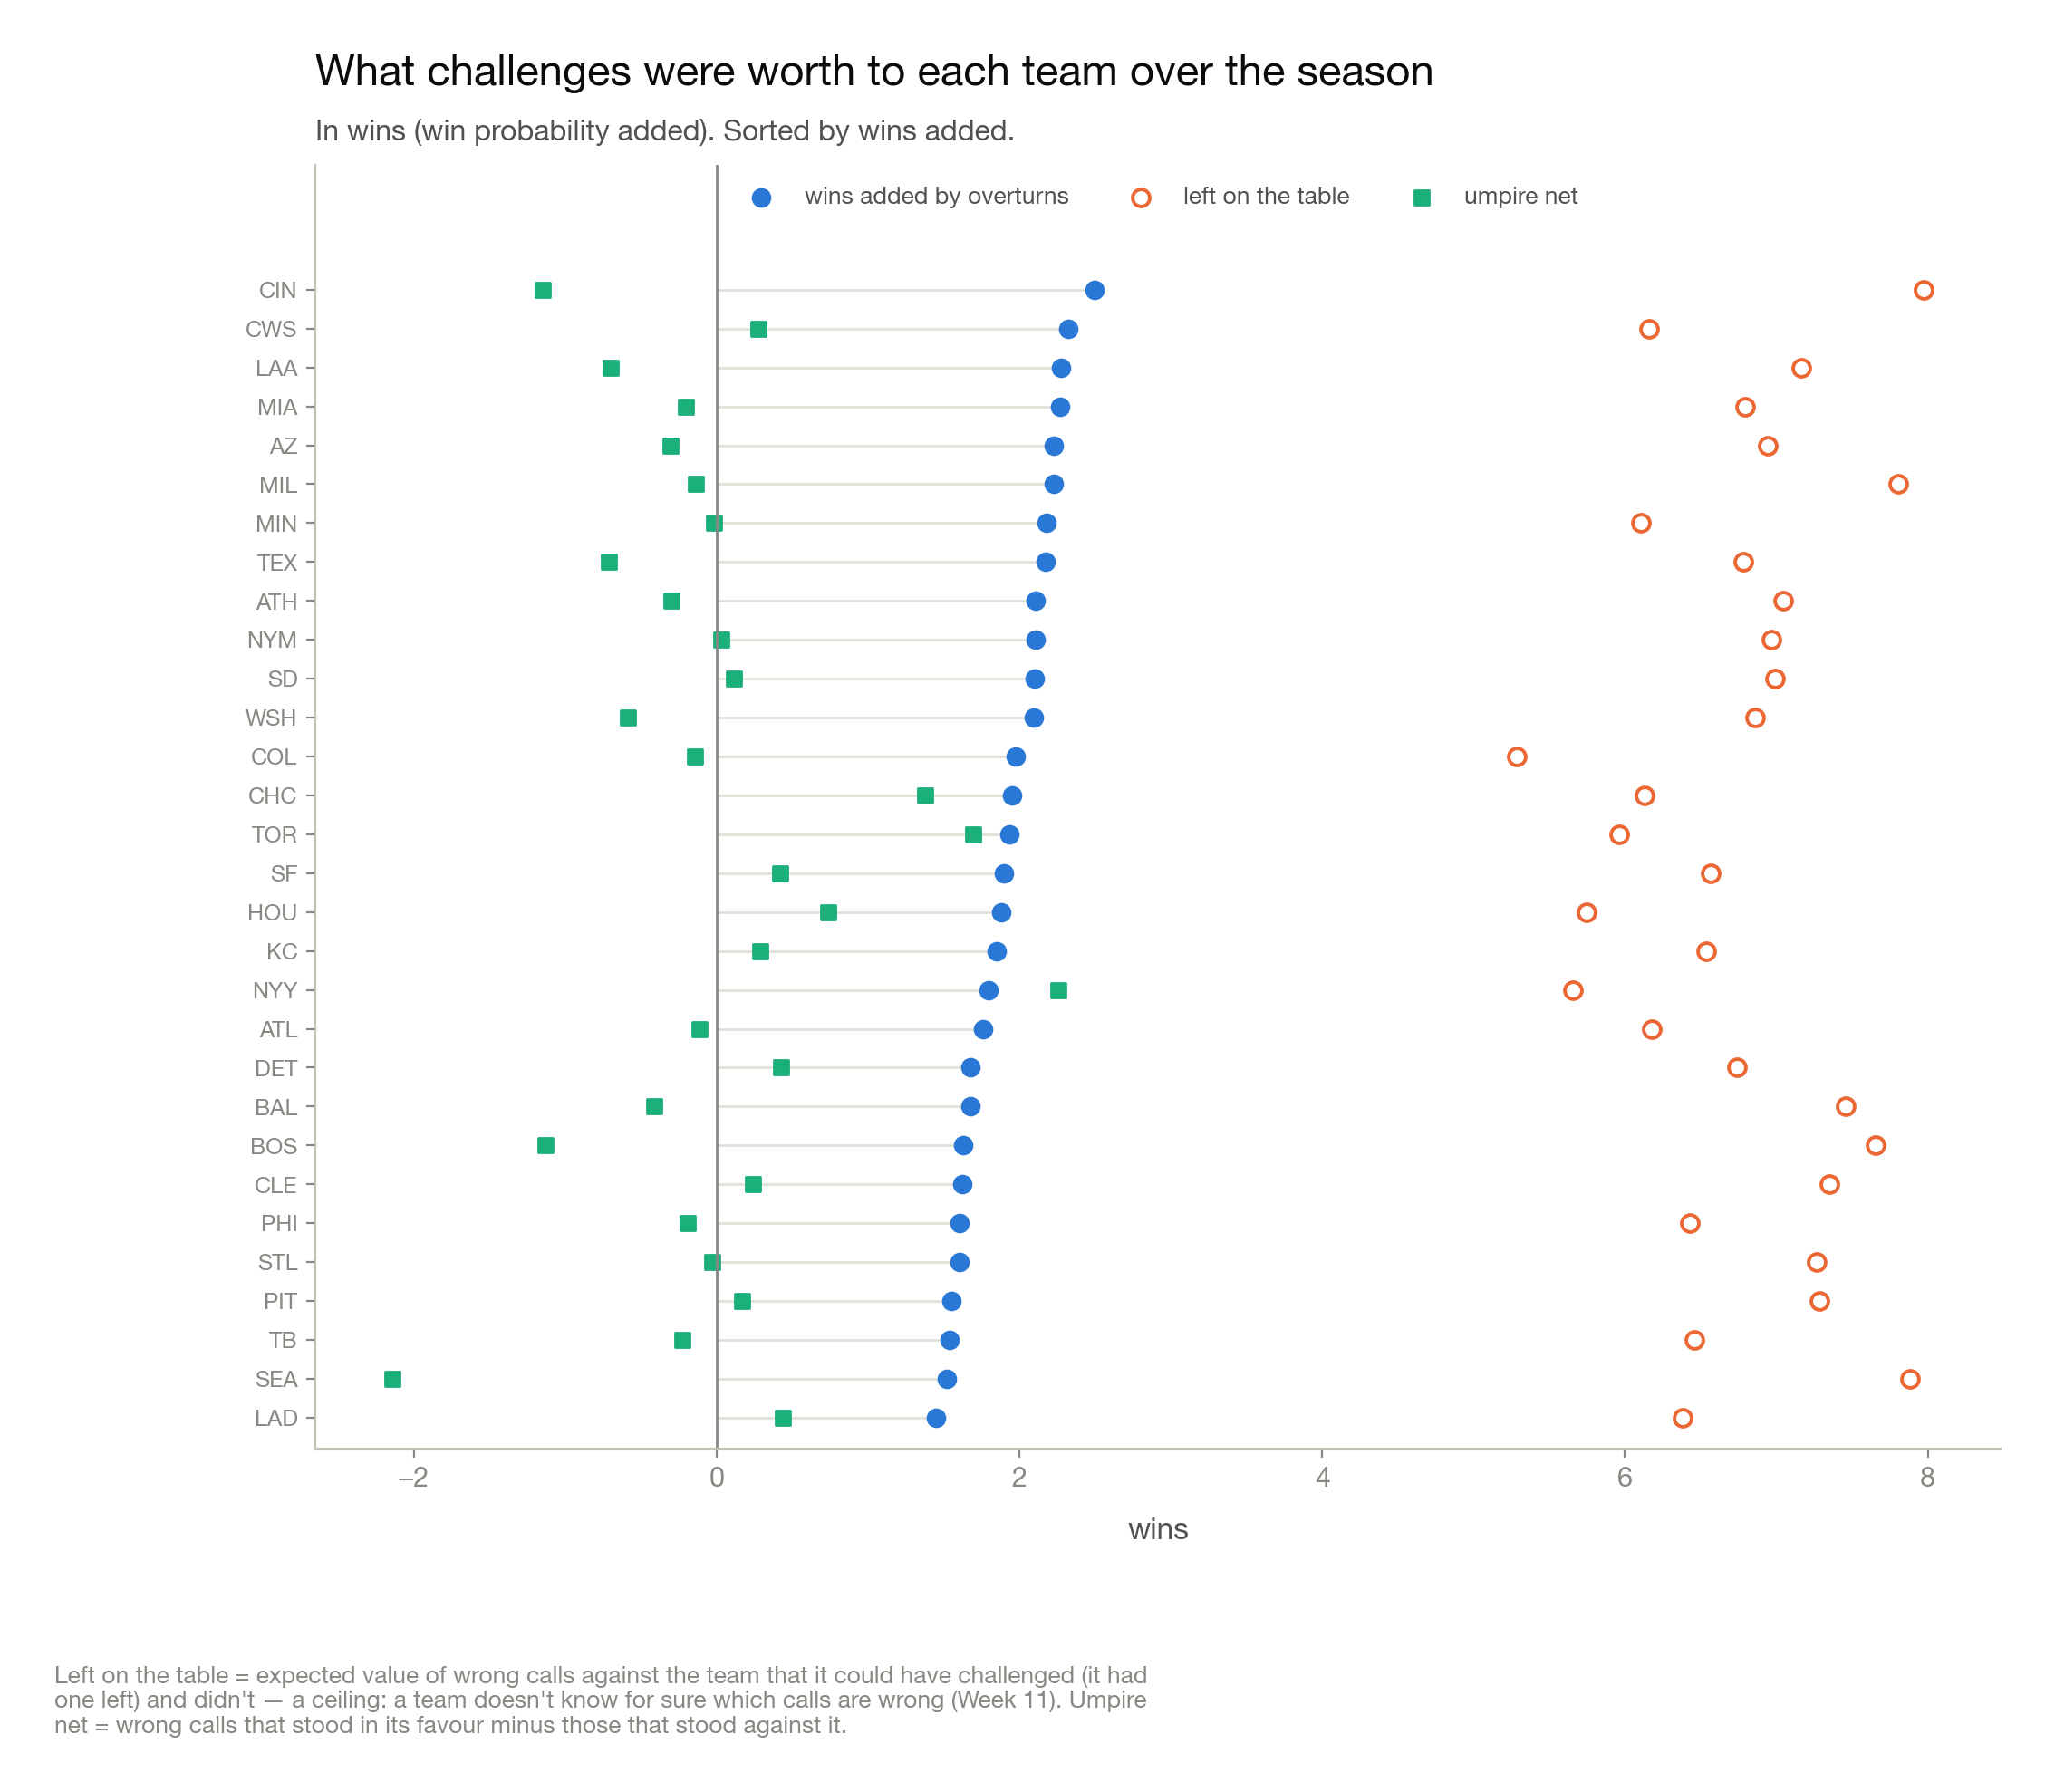 What challenges were worth to each team over the season
In wins (win probability added). Sorted by wins added.
wins added by overturns left on the table umpire net
CIN
CWS
LAA
MIA
AZ
MIL
MIN
TEX
ATH
NYM
SD
WSH
COL
CHC
TOR
SF
HOU
KC
NYY
ATL
DET
BAL
BOS
CLE
PHI
STL
PIT
TB
SEA
LAD
−2 0 2 4 6 8
wins
Left on the table = expected value of wrong calls against the team that it could have challenged (it had
one left) and didn't — a ceiling: a team doesn't know for sure which calls are wrong (Week 11). Umpire
net = wrong calls that stood in its favour minus those that stood against it.